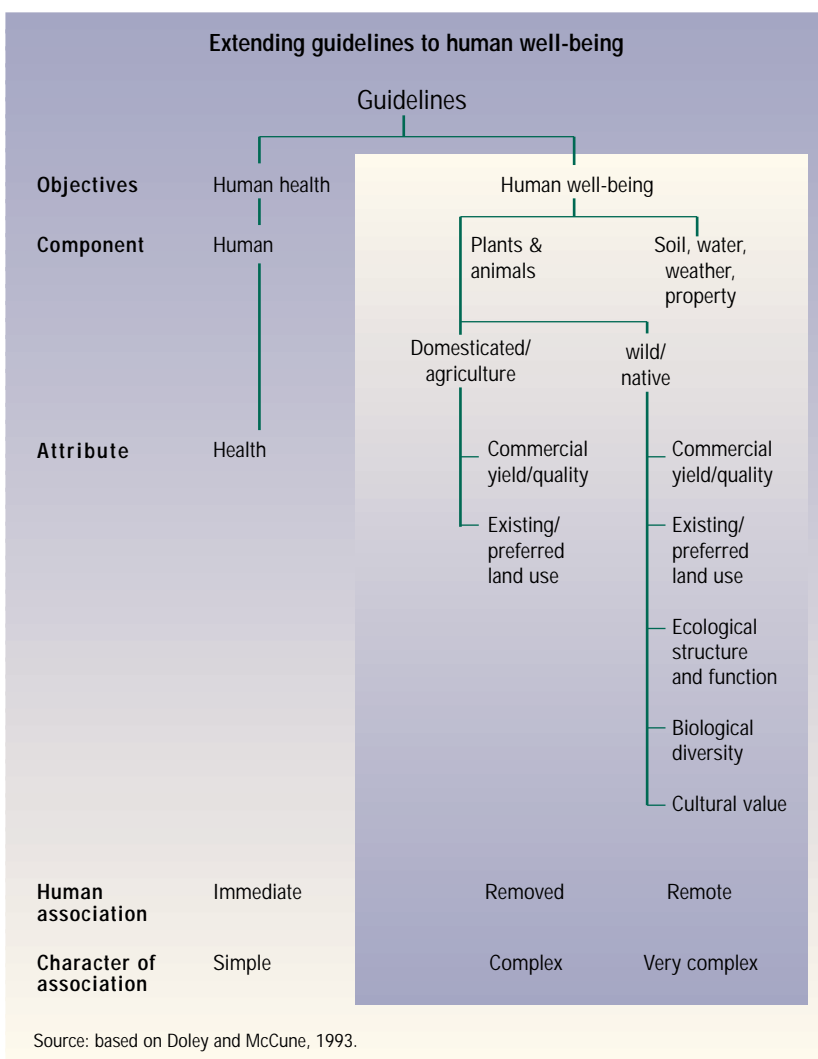 Extending guidelines to human well-being
Guidelines
Objectives Human health Human well-being
Component Human Plants & Soil, water,
animals weather,
property
Domesticated/ wild/
agriculture native
Attribute Health Commercial Commercial
yield/quality yield/quality
Existing/ Existing/
preferred preferred
land use land use
Ecological
structure
and function
Biological
diversity
Cultural value
Human Immediate Removed Remote
association
Character of Simple Complex Very complex
association
Source: based on Doley and McCune, 1993.